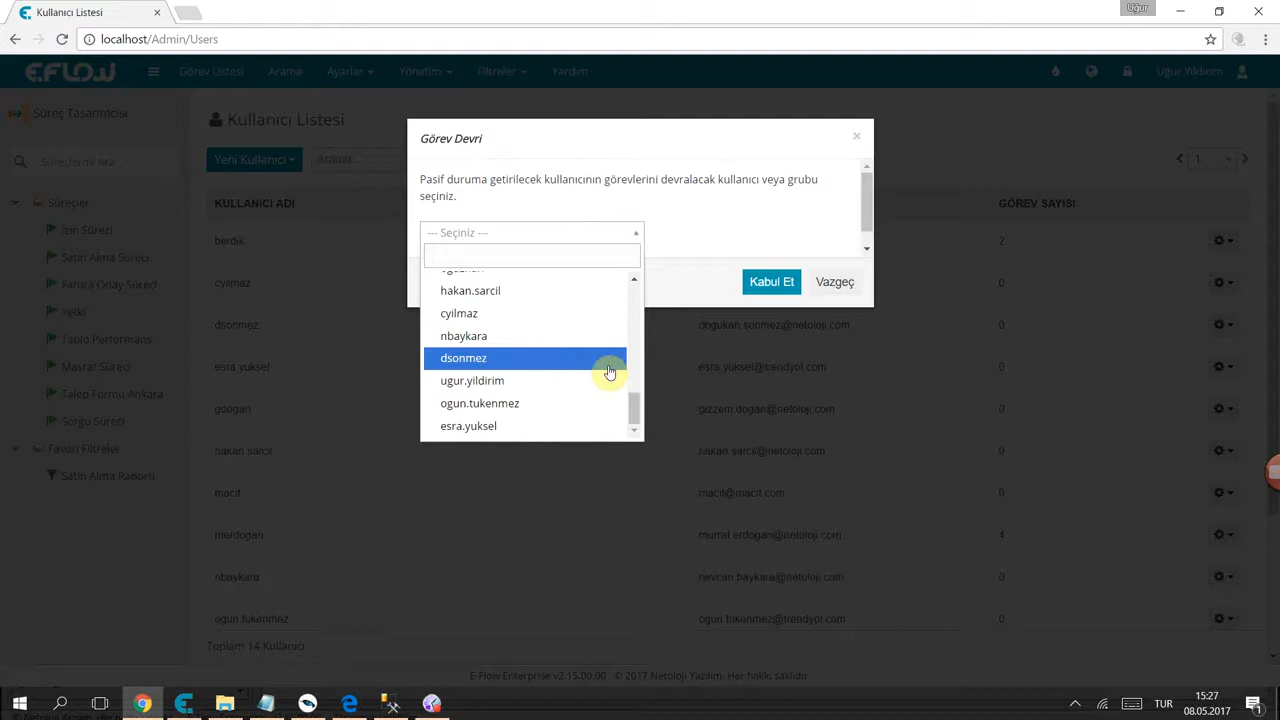 Kullanıcı Listesi
Uğur
localhost/Admin/Users
E-FLOW
Görev Listesi
Arama
Ayarlar
Yönetim
Filtreler
Yardım
Uğur Yıldırım
Süreç Tasarımcısı
Kullanıcı Listesi
Süreçlerde Ara
Yeni Kullanıcı
1
Görev Devri
Pasif duruma getirilecek kullanıcının görevlerini devralacak kullanıcı veya grubu
seçiniz.
--- Seçiniz ---
hakan.sarcil
cyilmaz
nbaykara
dsonmez
ugur.yildirim
ogun.tukenmez
esra.yuksel
Kabul Et
Vazgeç
KULLANICI ADI
GÖREV SAYISI
berdik
2
cyilmaz
0
dsonmez
dogukan.sonmez@netoloji.com
0
esra.yuksel
esra.yuksel@trendyol.com
0
gdogan
gizzem.dogan@netoloji.com
0
hakan.sarcil
hakan.sarcil@netoloji.com
0
macit
macit@macit.com
0
merdogan
murat.erdogan@netoloji.com
4
nbaykara
nevran.baykara@netoloji.com
0
ogun.tukenmez
ogun.tukenmez@trendyol.com
0
Toplam 14 Kullanıcı
Süreçler
İzin Süreci
Satın Alma Süreci
Fatura Onay Süreci
Yetki
Tablo Performans
Masraf Süreci
Talep Formu Ankara
Sorgu Süreci
Favori Filtreler
Satın Alma Raporu
E-Flow Enterprise v2.15.00.00 © 2017 Netoloji Yazılım. Her hakkı saklıdır.
TUR
15:27
08.05.2017
1